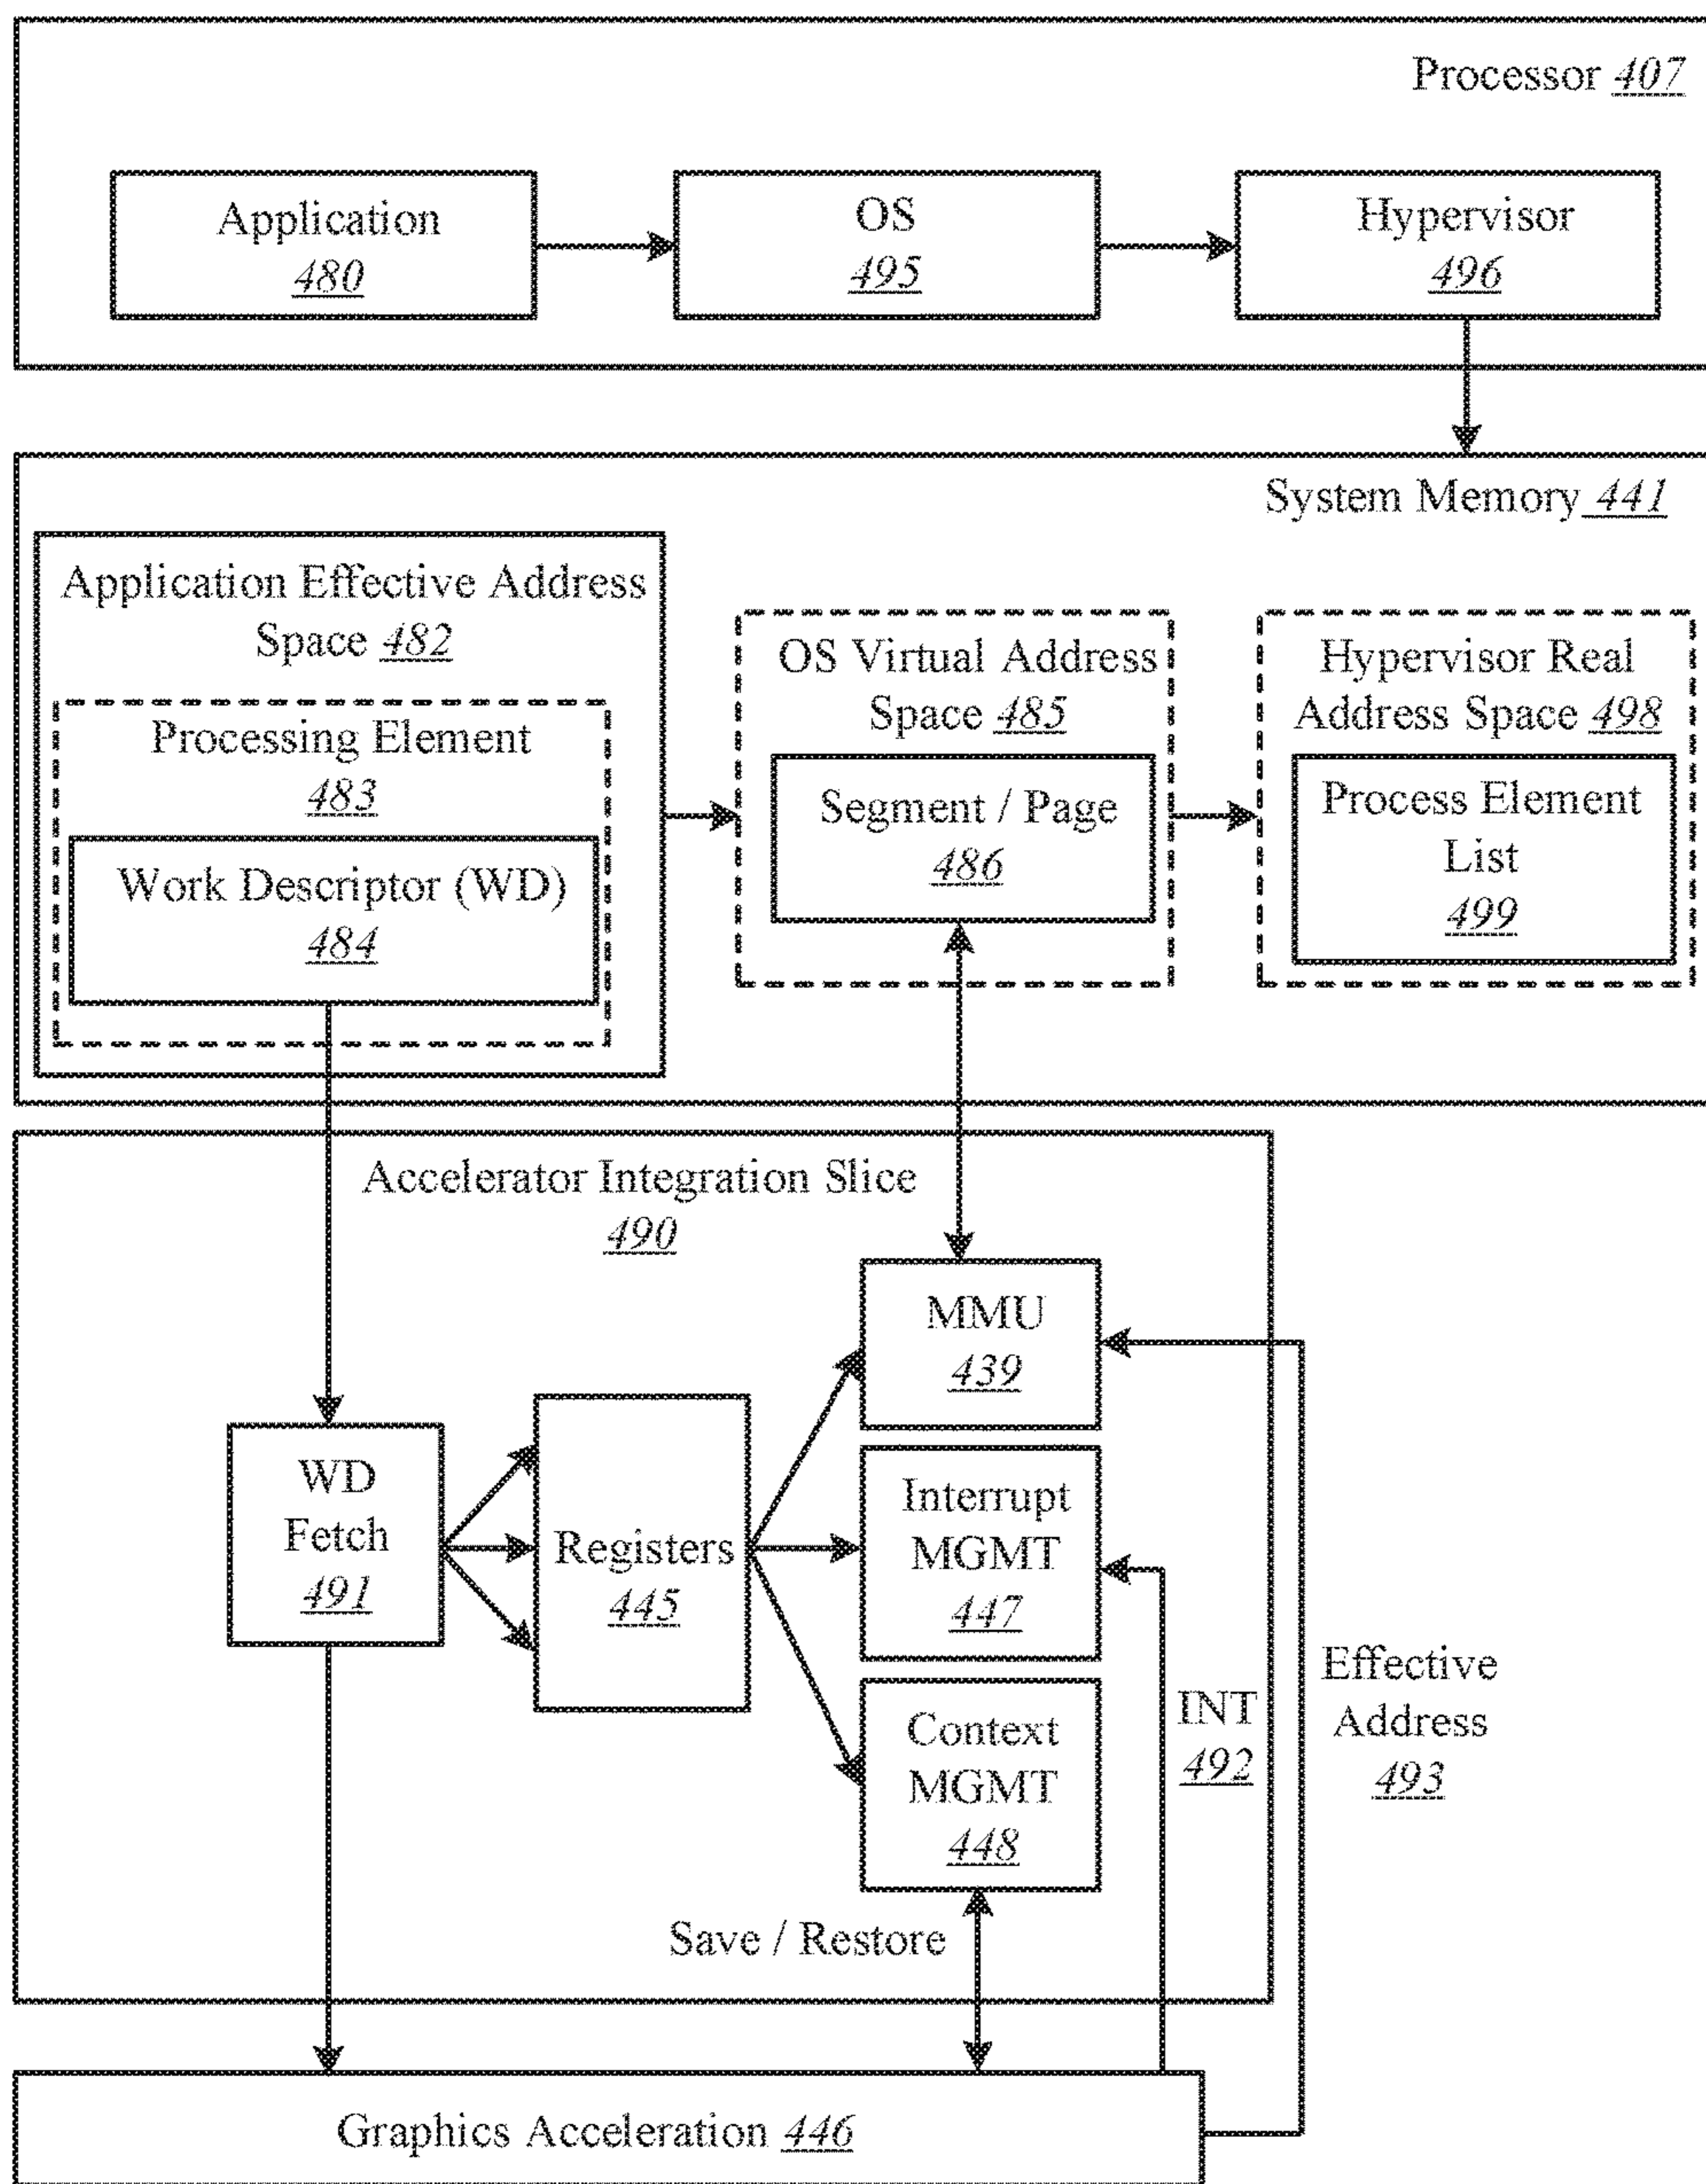 Processor 407
Application
480
OS
495
Hypervisor
496
System Memory 441
Application Effective Address
Space 482
Processing Element
483
Work Descriptor (WD)
484
OS Virtual Address
Space 485
Segment / Page
486
Hypervisor Real
Address Space 498
Process Element
List
499
Accelerator Integration Slice
490
MMU
439
WD
Fetch
491
Registers
445
Interrupt
MGMT
447
Context
MGMT
448
INT
492
Effective
Address
493
Save / Restore
Graphics Acceleration 446